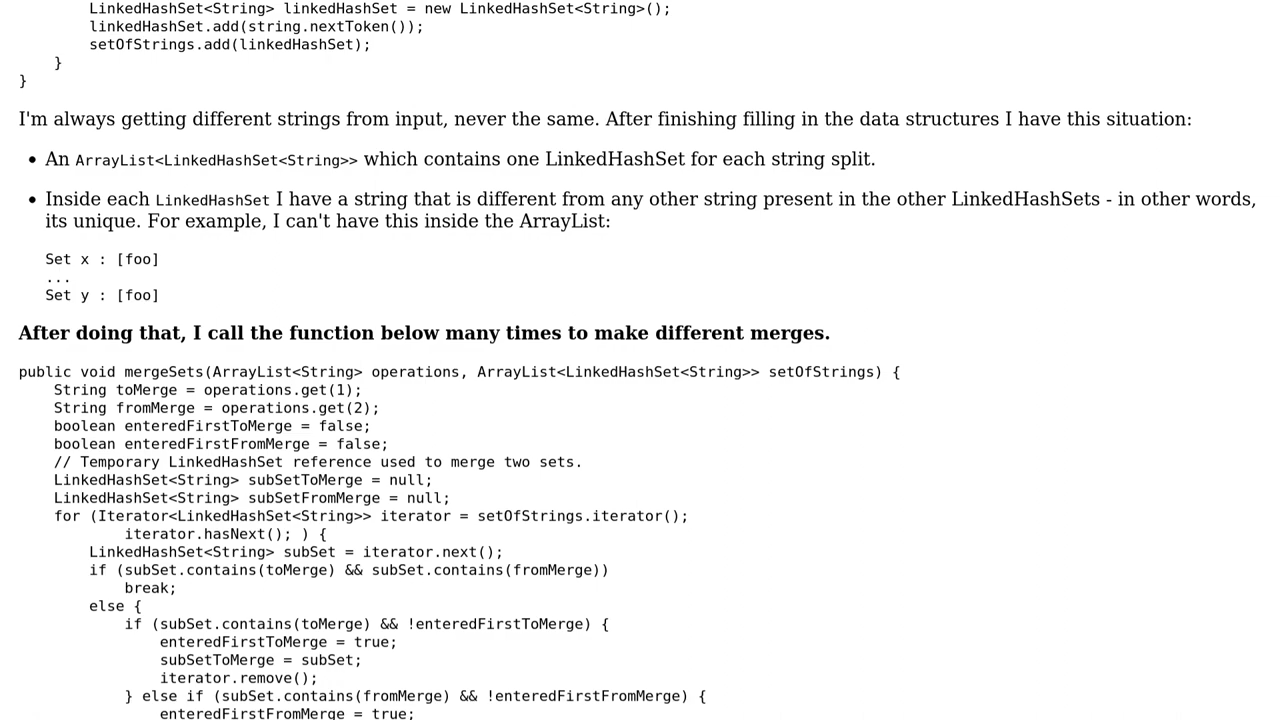 LinkedHashSet<String> linkedHashSet = new LinkedHashSet<String>();
linkedHashSet.add(string.nextToken());
setOfStrings.add(linkedHashSet);
}
}
I'm always getting different strings from input, never the same. After finishing filling in the data structures I have this situation:
• An ArrayList<LinkedHashSet<String>> which contains one LinkedHashSet for each string split.
• Inside each LinkedHashSet I have a string that is different from any other string present in the other LinkedHashSets - in other words,
its unique. For example, I can't have this inside the ArrayList:
Set x : [foo]
...
Set y : [foo]
After doing that, I call the function below many times to make different merges.
public void mergeSets(ArrayList<String> operations, ArrayList<LinkedHashSet<String>> setOfStrings) {
String toMerge = operations.get(1);
String fromMerge = operations.get(2);
boolean enteredFirstToMerge = false;
boolean enteredFirstFromMerge = false;
// Temporary LinkedHashSet reference used to merge two sets.
LinkedHashSet<String> subSetToMerge = null;
LinkedHashSet<String> subSetFromMerge = null;
for (Iterator<LinkedHashSet<String>> iterator = setOfStrings.iterator();
iterator.hasNext(); ) {
LinkedHashSet<String> subSet = iterator.next();
if (subSet.contains(toMerge) && subSet.contains(fromMerge))
break;
else {
if (subSet.contains(toMerge) && !enteredFirstToMerge) {
enteredFirstToMerge = true;
subSetToMerge = subSet;
iterator.remove();
} else if (subSet.contains(fromMerge) && !enteredFirstFromMerge) {
enteredFirstFromMerge = true;